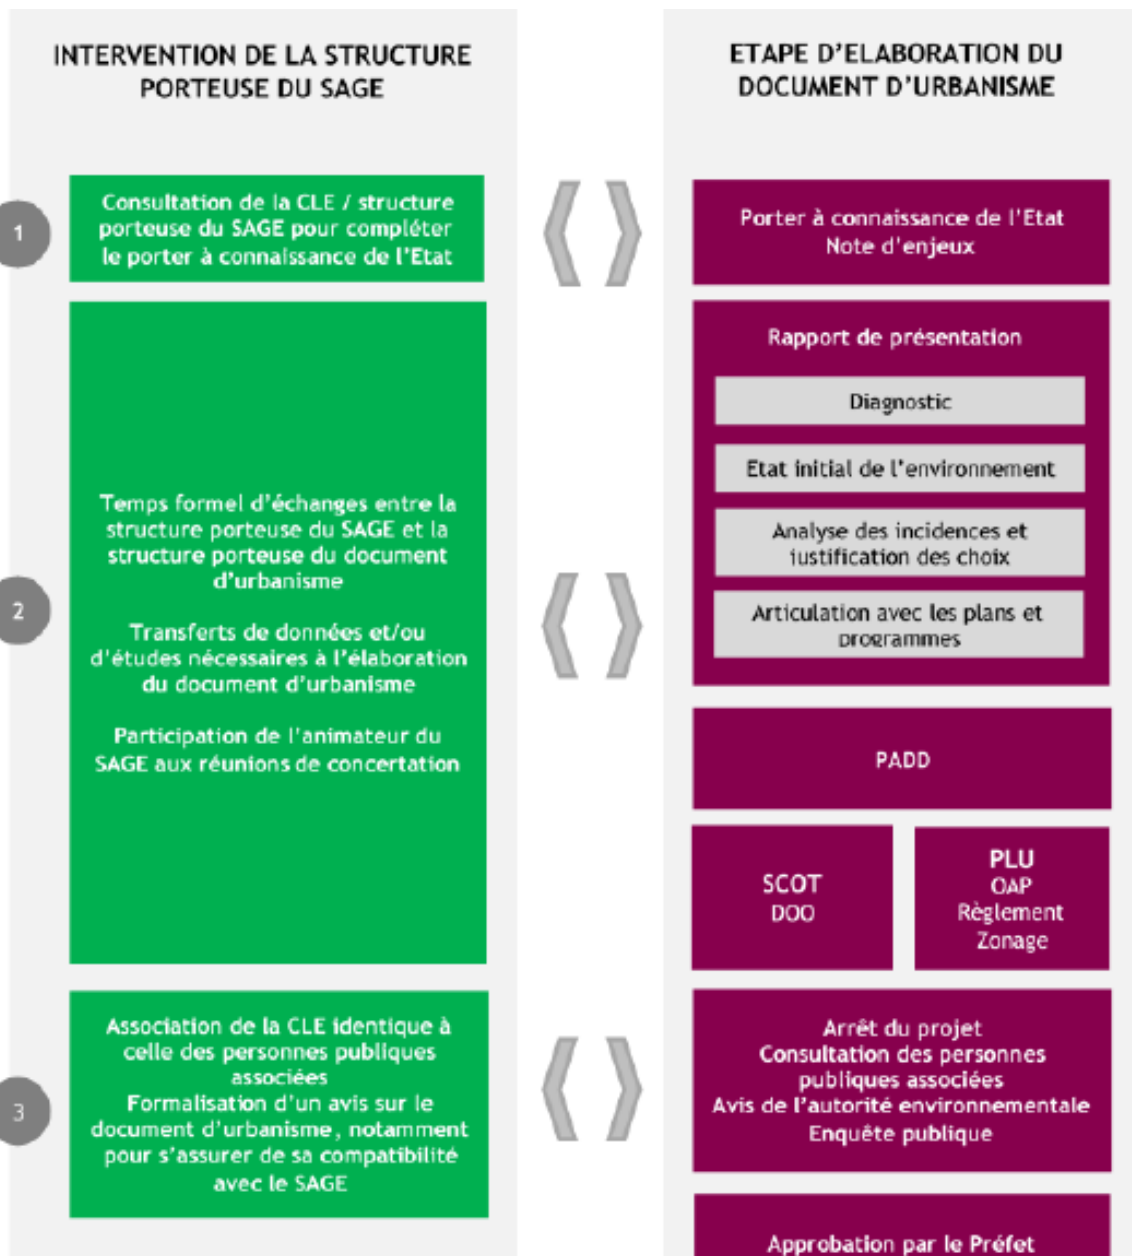 INTERVENTION DE LA STRUCTURE
PORTEUSE DU SAGE
1
Consultation de la CLE / structure
porteuse du SAGE pour compléter
le porter à connaissance de l'Etat
2
Temps formel d'échanges entre la
structure porteuse du SAGE et la
structure porteuse du document
d'urbanisme
Transferts de données et/ou
d'études nécessaires à l'élaboration
du document d'urbanisme
Participation de l'animateur du
SAGE aux réunions de concertation
3
Association de la CLE identique à
celle des personnes publiques
associées
Formalisation d'un avis sur le
document d'urbanisme, notamment
pour s'assurer de sa compatibilité
avec le SAGE
ETAPE D'ELABORATION DU
DOCUMENT D'URBANISME
Porter à connaissance de l'Etat
Note d'enjeux
Rapport de présentation
Diagnostic
Etat initial de l'environnement
Analyse des incidences et
justification des choix
Articulation avec les plans et
programmes
PADD
SCOT
DOO
PLU
OAP
Règlement
Zonage
Arrêt du projet
Consultation des personnes
publiques associées
Avis de l'autorité environnementale
Enquête publique
Approbation par le Préfet